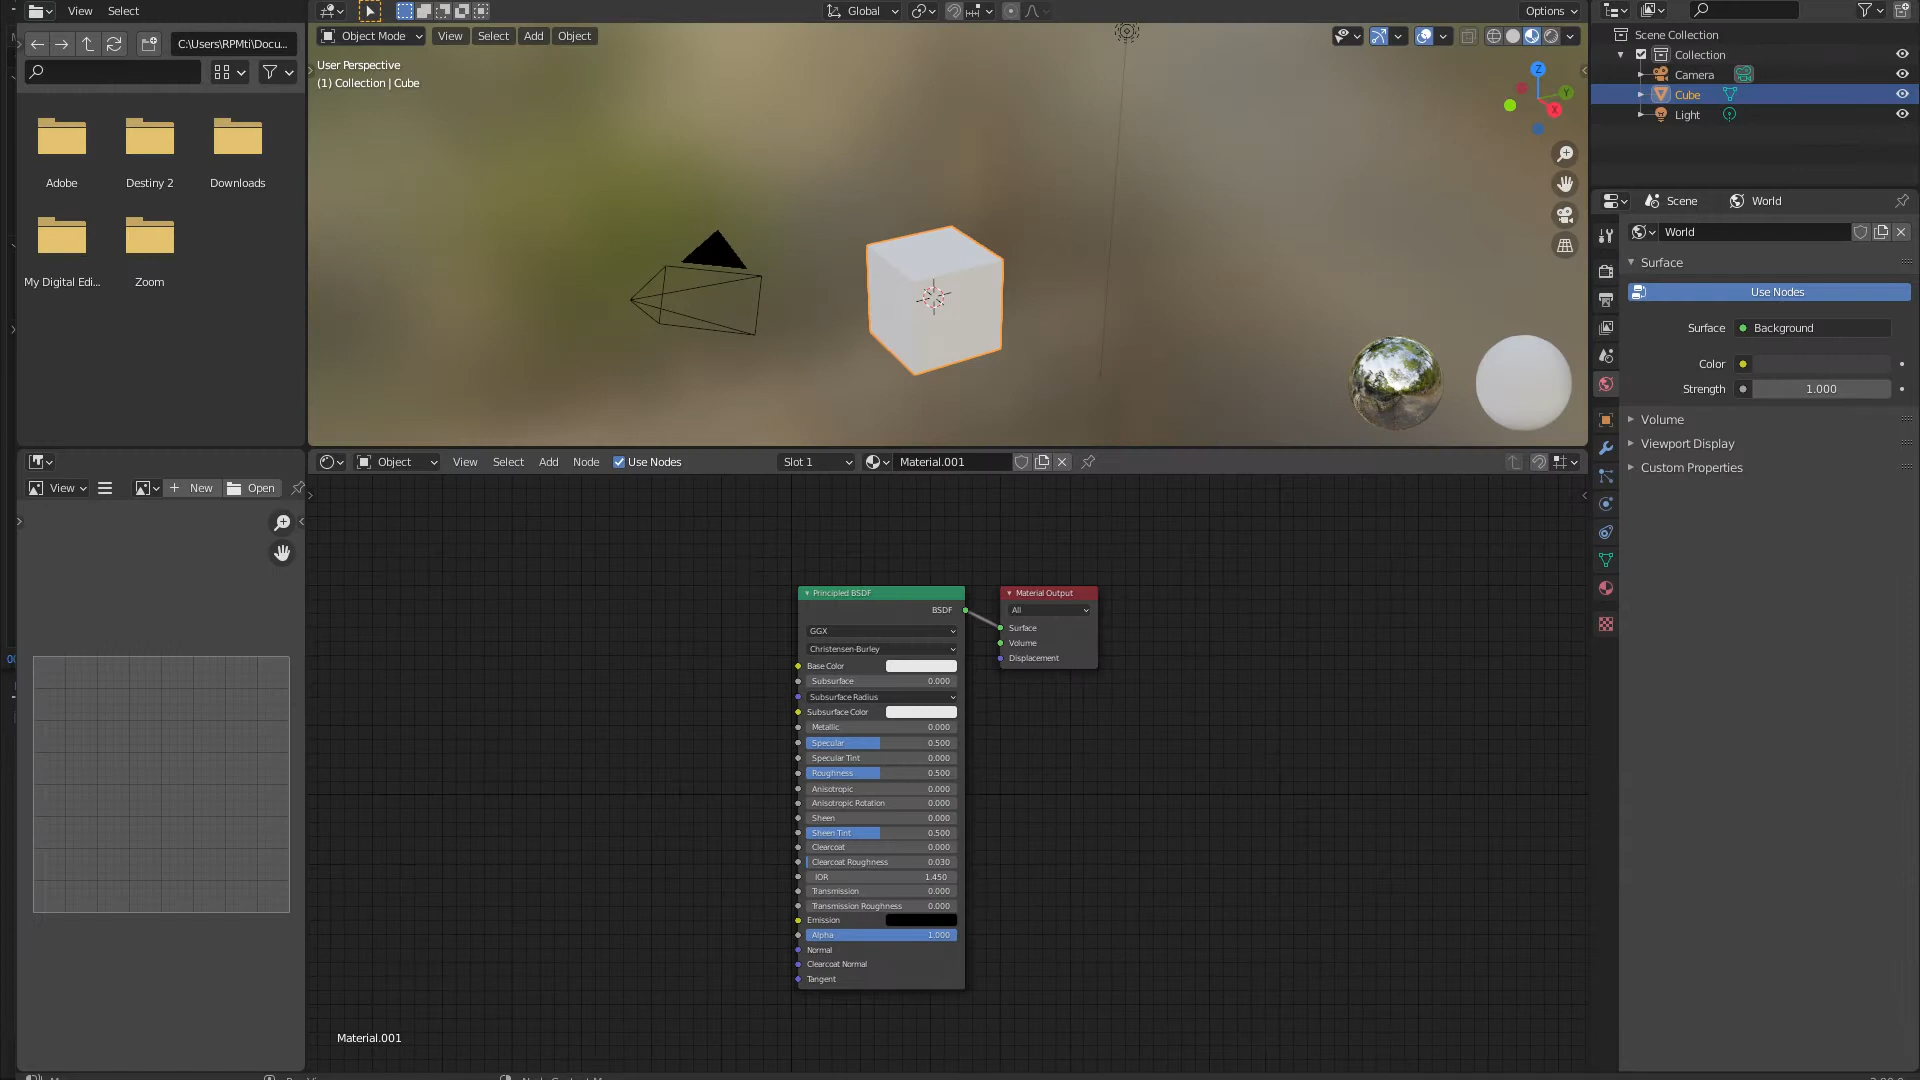 View Select
C:\Users\RPMti\Docu...
Adobe
Destiny 2
Downloads
My Digital Edi...
Zoom
View
New
Open
Global
Options
Object Mode View Select Add Object
User Perspective
(1) Collection | Cube
Z
Y
X
Object View Select Add Node Use Nodes Slot 1 Material.001
Principled BSDF
BSDF
GGX
Christensen-Burley
Base Color
Subsurface 0.000
Subsurface Radius
Subsurface Color
Metallic 0.000
Specular 0.500
Specular Tint 0.000
Roughness 0.500
Anisotropic 0.000
Anisotropic Rotation 0.000
Sheen 0.000
Sheen Tint 0.500
Clearcoat 0.000
Clearcoat Roughness 0.030
IOR 1.450
Transmission 0.000
Transmission Roughness 0.000
Emission
Alpha 1.000
Normal
Clearcoat Normal
Tangent
Material Output
All
Surface
Volume
Displacement
Material.001
Scene Collection
Collection
Camera
Cube
Light
Scene World
World
Surface
Use Nodes
Surface Background
Color
Strength 1.000
Volume
Viewport Display
Custom Properties